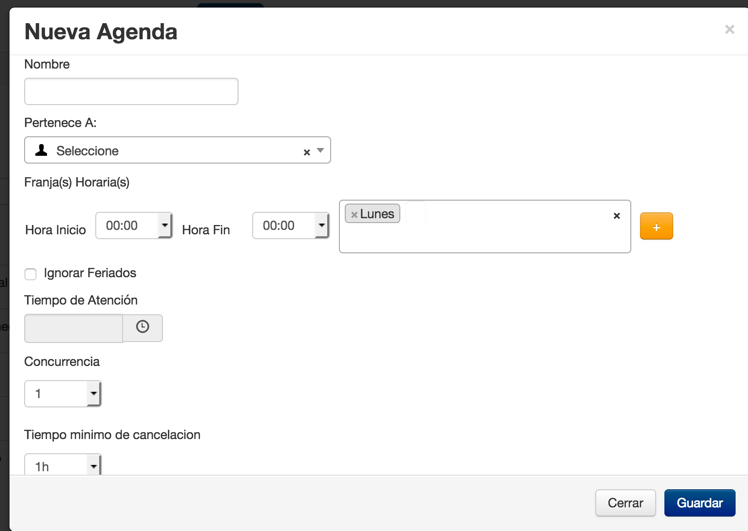 Nueva Agenda ×
Nombre
Pertenece A:
Seleccione ×
Franja(s) Horaria(s)
Hora Inicio 00:00 Hora Fin 00:00 × Lunes × +
Ignorar Feriados
Tiempo de Atención
Concurrencia
1
Tiempo minimo de cancelacion
1h
Cerrar Guardar